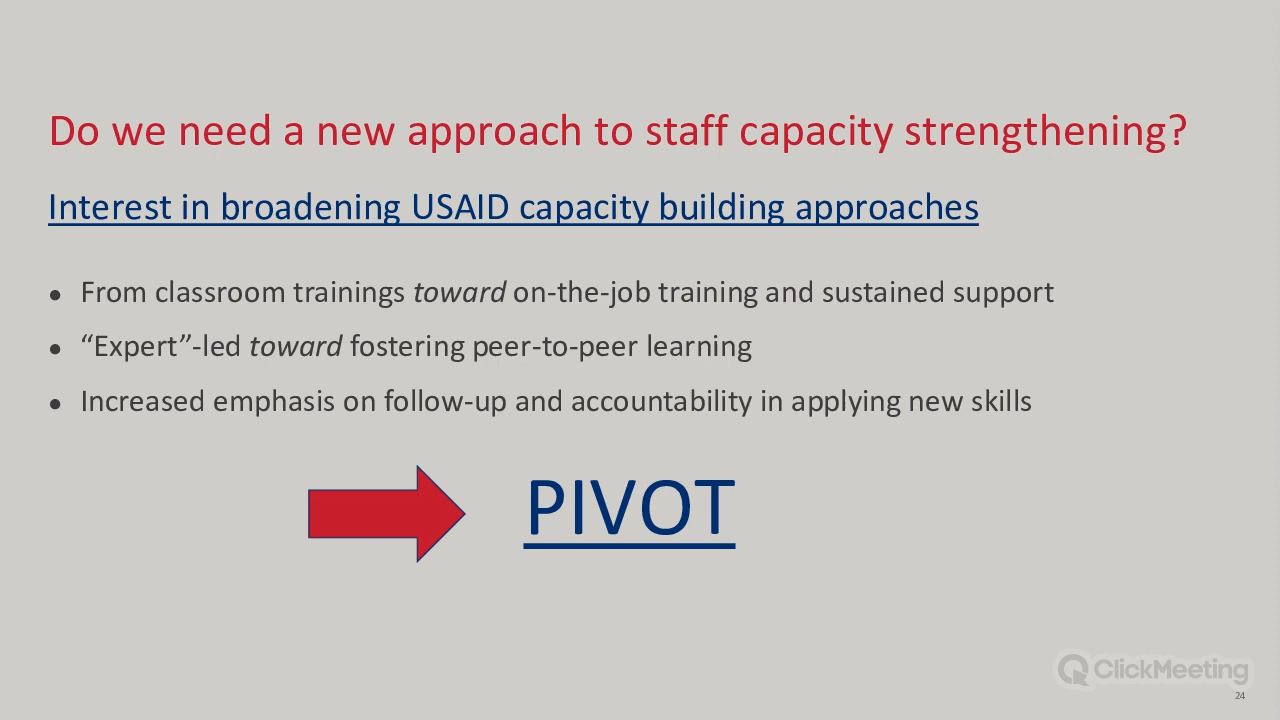 Do we need a new approach to staff capacity strengthening?
Interest in broadening USAID capacity building approaches
● From classroom trainings toward on-the-job training and sustained support
● “Expert”-led toward fostering peer-to-peer learning
● Increased emphasis on follow-up and accountability in applying new skills
PIVOT
ClickMeeting
24